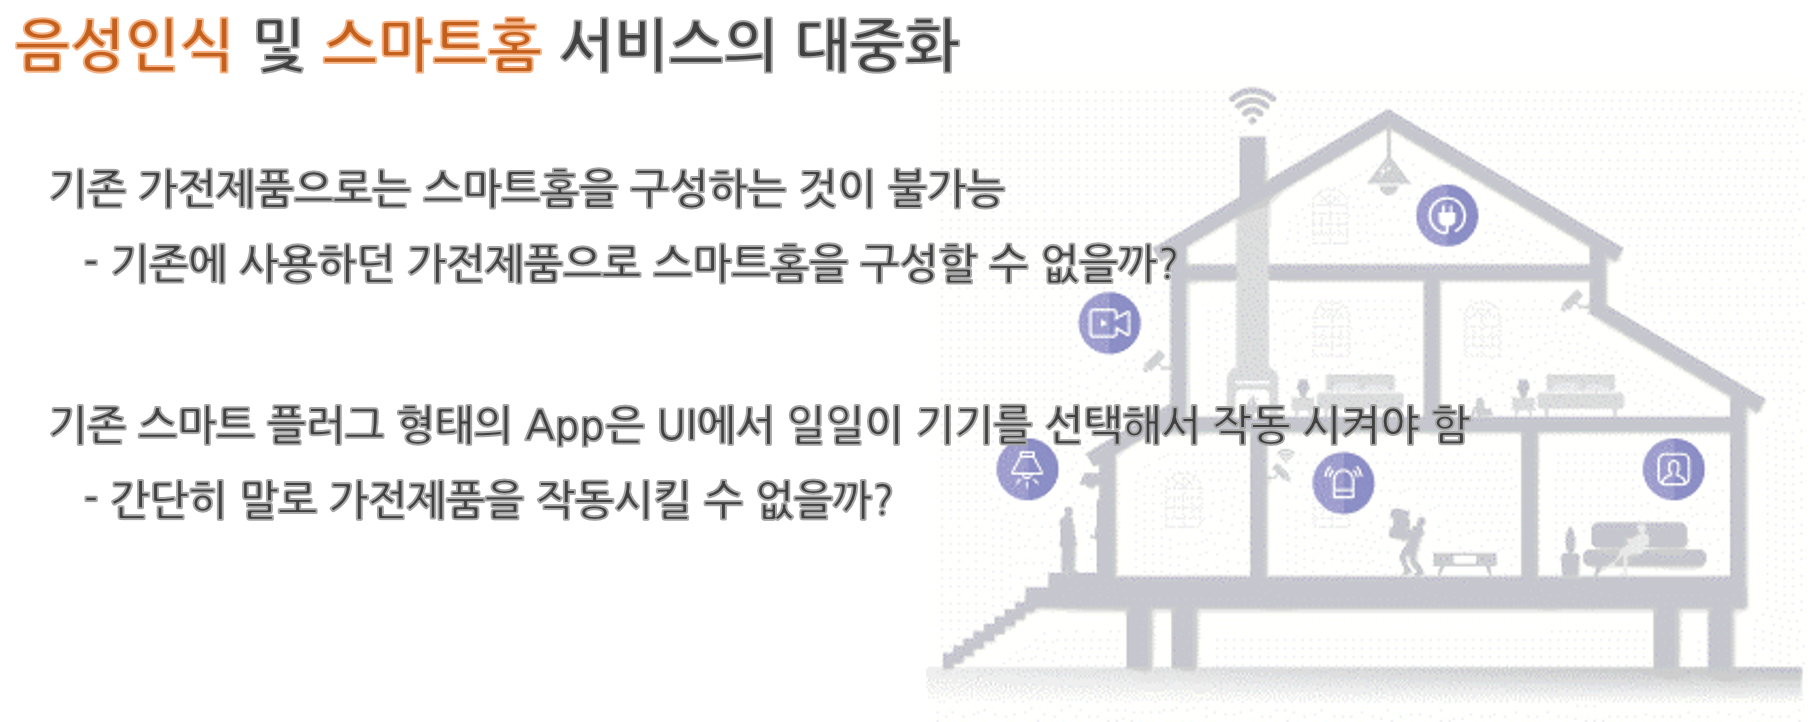 음성인식 및 스마트홈 서비스의 대중화
기존 가전제품으로는 스마트홈을 구성하는 것이 불가능
- 기존에 사용하던 가전제품으로 스마트홈을 구성할 수 없을까?
기존 스마트 플러그 형태의 App은 UI에서 일일이 기기를 선택해서 작동 시켜야 함
- 간단히 말로 가전제품을 작동시킬 수 없을까?